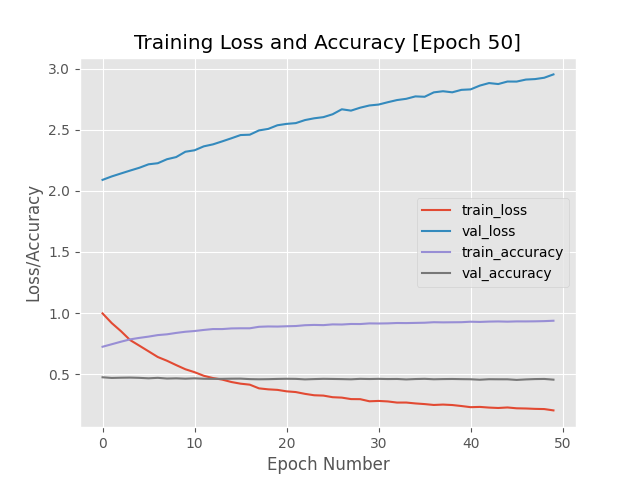 Training Loss and Accuracy [Epoch 50]
3.0
2.5
2.0
1.5
1.0
0.5
Loss/Accuracy
train_loss
val_loss
train_accuracy
val_accuracy
0 10 20 30 40 50
Epoch Number